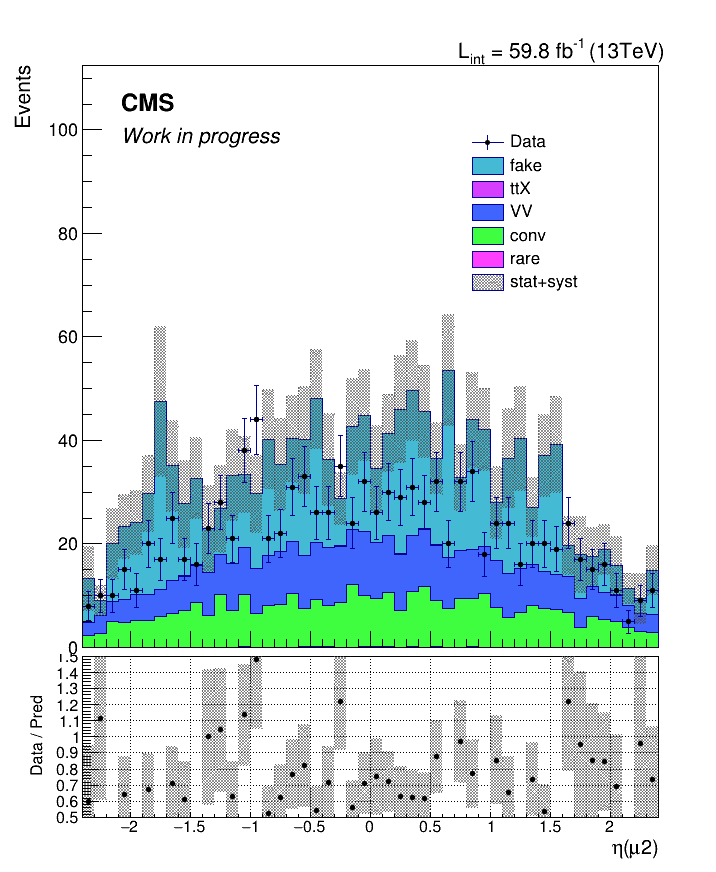 L_int = 59.8 fb^-1 (13TeV)
Events
CMS
Work in progress
100
80
60
40
20
0
Data
fake
ttX
VV
conv
rare
stat+syst
Data / Pred
1.5
1.4
1.3
1.2
1.1
1
0.9
0.8
0.7
0.6
0.5
−2 −1.5 −1 −0.5 0 0.5 1 1.5 2
η(μ2)